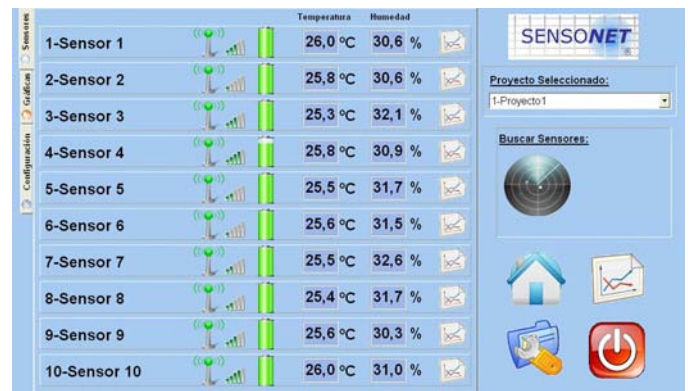 Sensores
Gráficas
Configuración
Temperatura Humedad
1-Sensor 1 26,0 ºC 30,6 %
2-Sensor 2 25,8 ºC 30,6 %
3-Sensor 3 25,3 ºC 32,1 %
4-Sensor 4 25,8 ºC 30,9 %
5-Sensor 5 25,5 ºC 31,7 %
6-Sensor 6 25,6 ºC 31,5 %
7-Sensor 7 25,5 ºC 32,6 %
8-Sensor 8 25,4 ºC 31,7 %
9-Sensor 9 25,6 ºC 30,3 %
10-Sensor 10 26,0 ºC 31,0 %
SENSONET
®
Proyecto Seleccionado:
1-Proyecto1
Buscar Sensores: